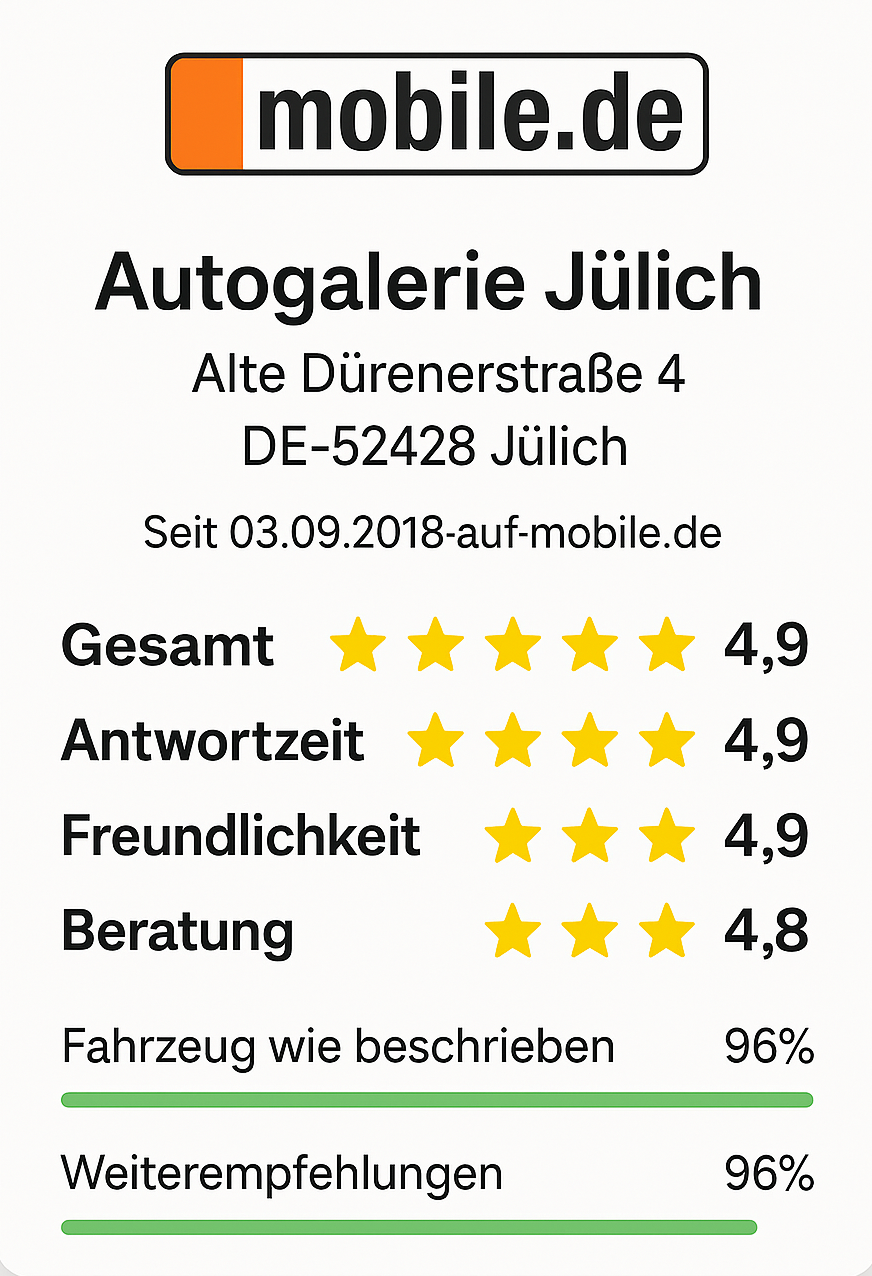 mobile.de
Autogalerie Jülich
Alte Dürenerstraße 4
DE-52428 Jülich
Seit 03.09.2018-auf-mobile.de
Gesamt 4,9
Antwortzeit 4,9
Freundlichkeit 4,9
Beratung 4,8
Fahrzeug wie beschrieben 96%
Weiterempfehlungen 96%